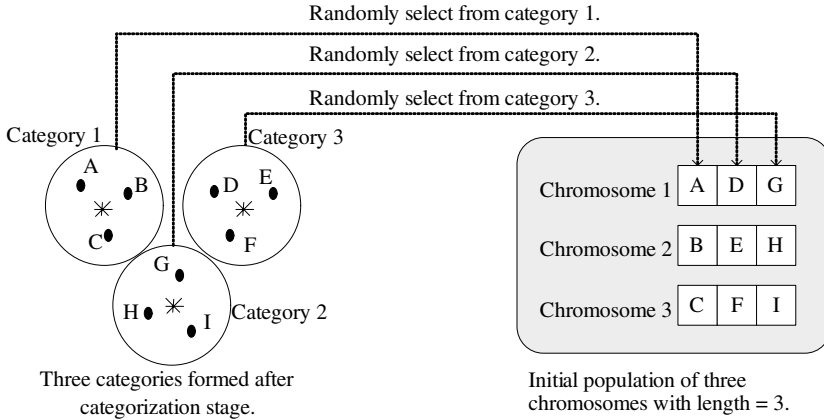 Randomly select from category 1.
Randomly select from category 2.
Randomly select from category 3.
Category 1
Category 3
A
B
C
D
E
F
G
H
I
Category 2
Three categories formed after
categorization stage.
Chromosome 1 A D G
Chromosome 2 B E H
Chromosome 3 C F I
Initial population of three
chromosomes with length = 3.